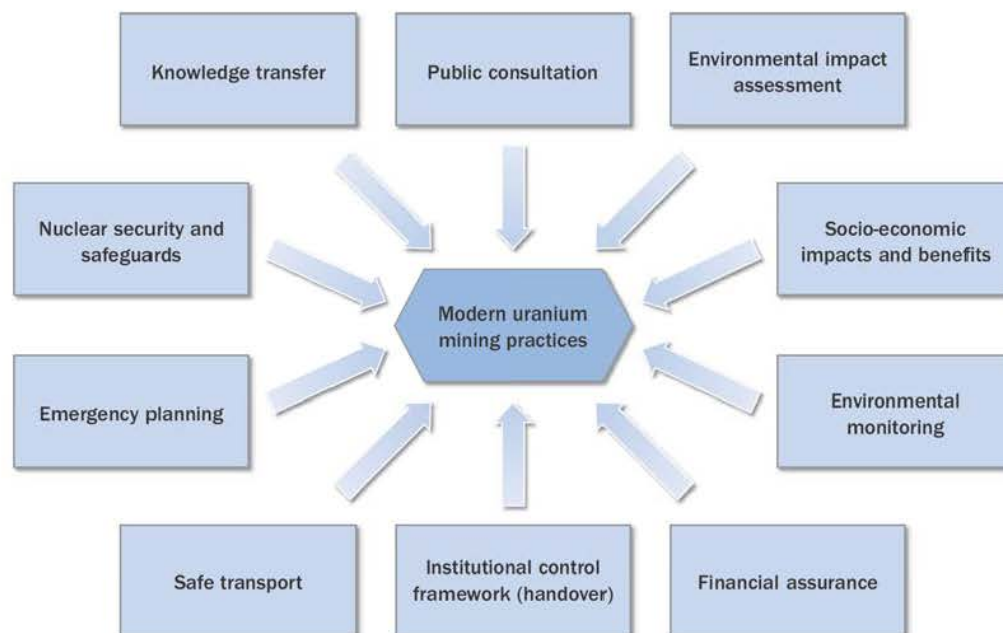 Knowledge transfer
Public consultation
Environmental impact
assessment
Nuclear security and
safeguards
Socio-economic
impacts and benefits
Modern uranium
mining practices
Emergency planning
Environmental
monitoring
Safe transport
Institutional control
framework (handover)
Financial assurance